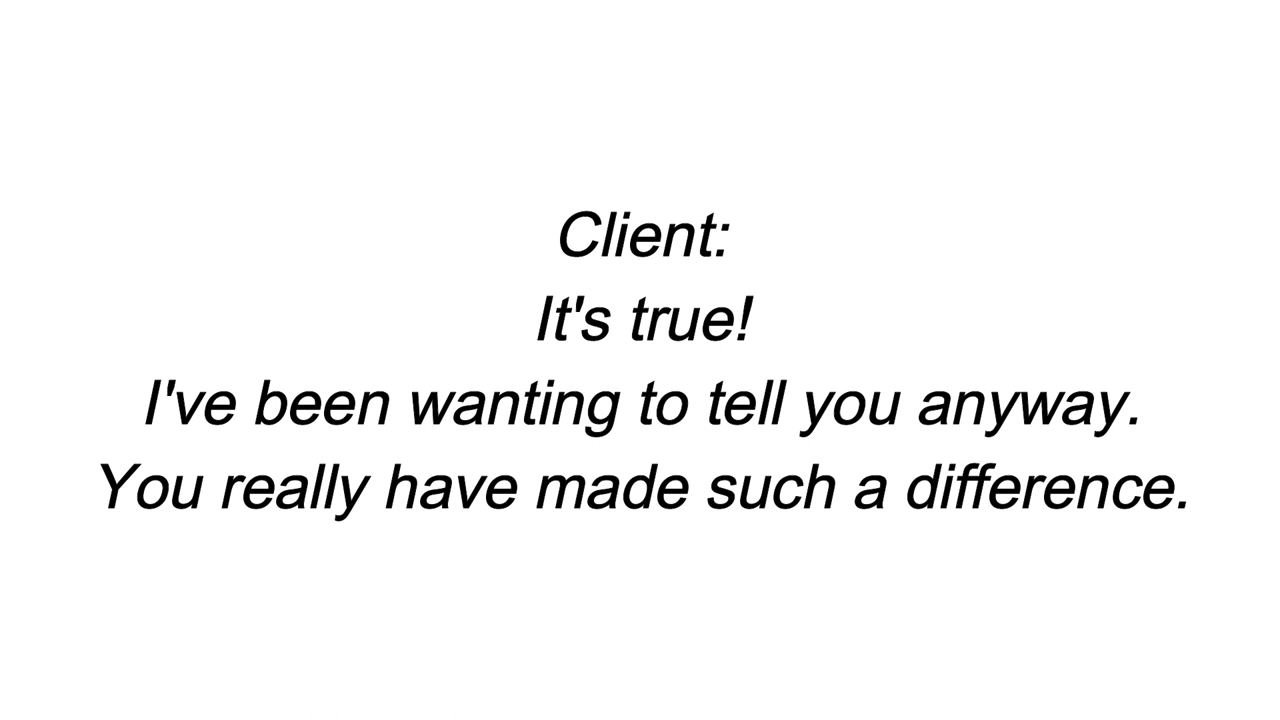 Client:
It's true!
I've been wanting to tell you anyway.
You really have made such a difference.